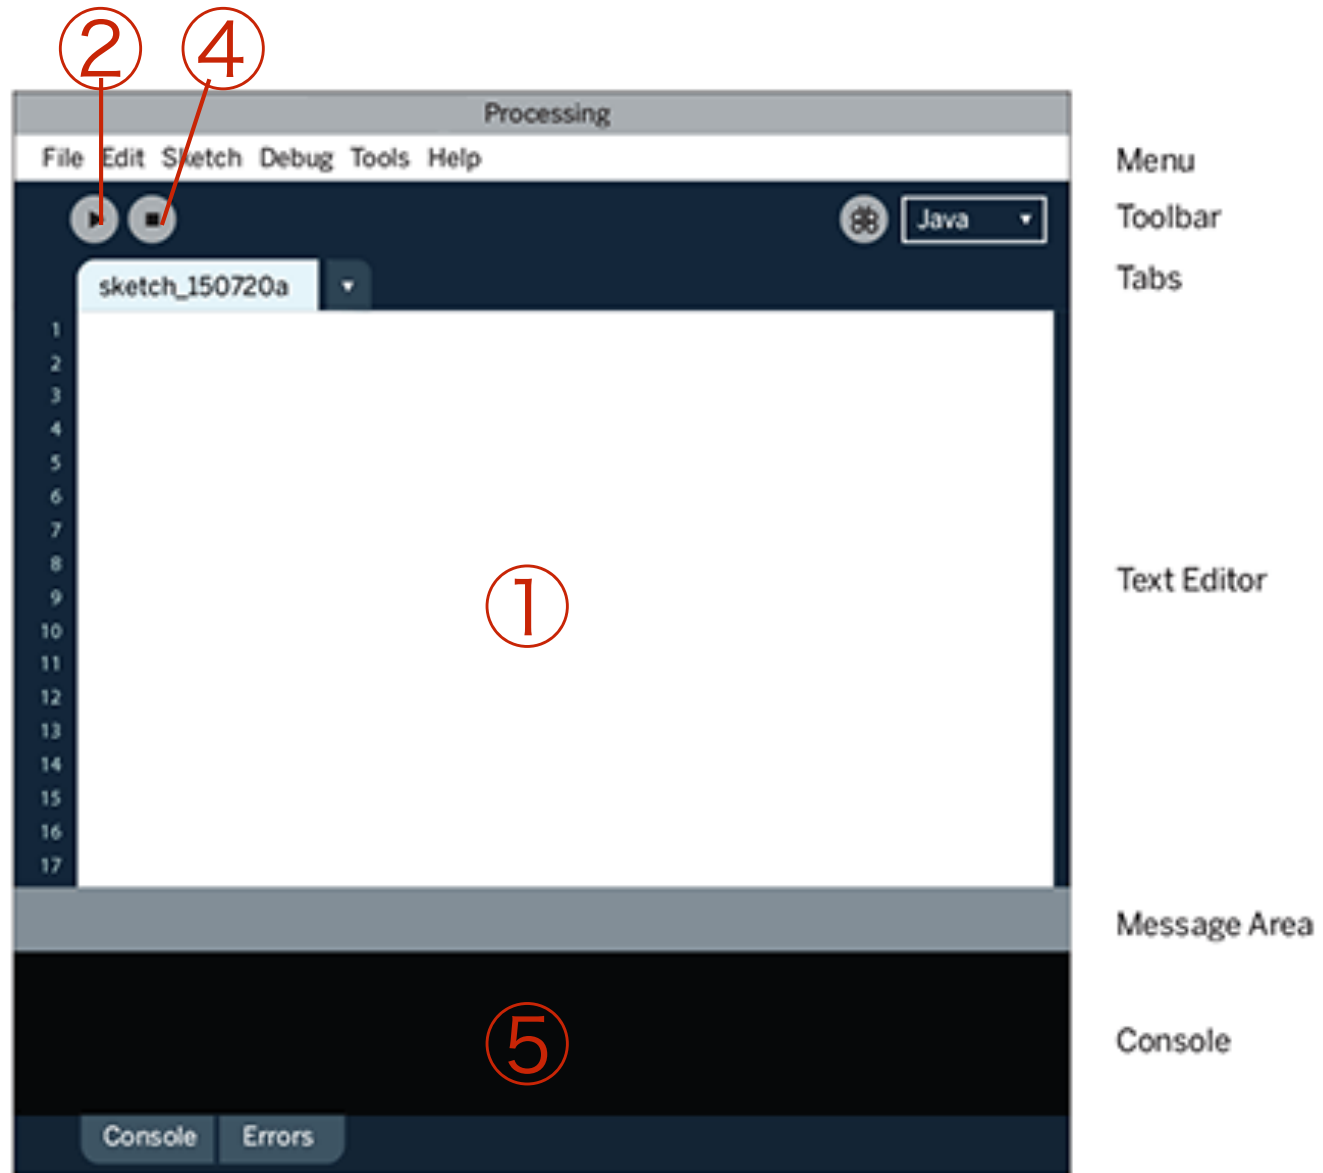 ② ④
Processing
File Edit Sketch Debug Tools Help
Menu
Java
Toolbar
sketch_150720a
Tabs
1
2
3
4
5
6
7
8
9
10
11
12
13
14
15
16
17
①
Text Editor
Message Area
⑤
Console
Console Errors